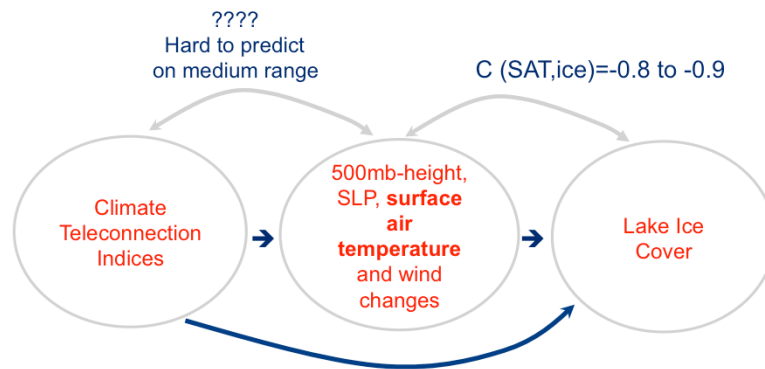 ????
Hard to predict
on medium range
C (SAT,ice)=-0.8 to -0.9
Climate
Teleconnection
Indices
500mb-height,
SLP, surface
air
temperature
and wind
changes
Lake Ice
Cover